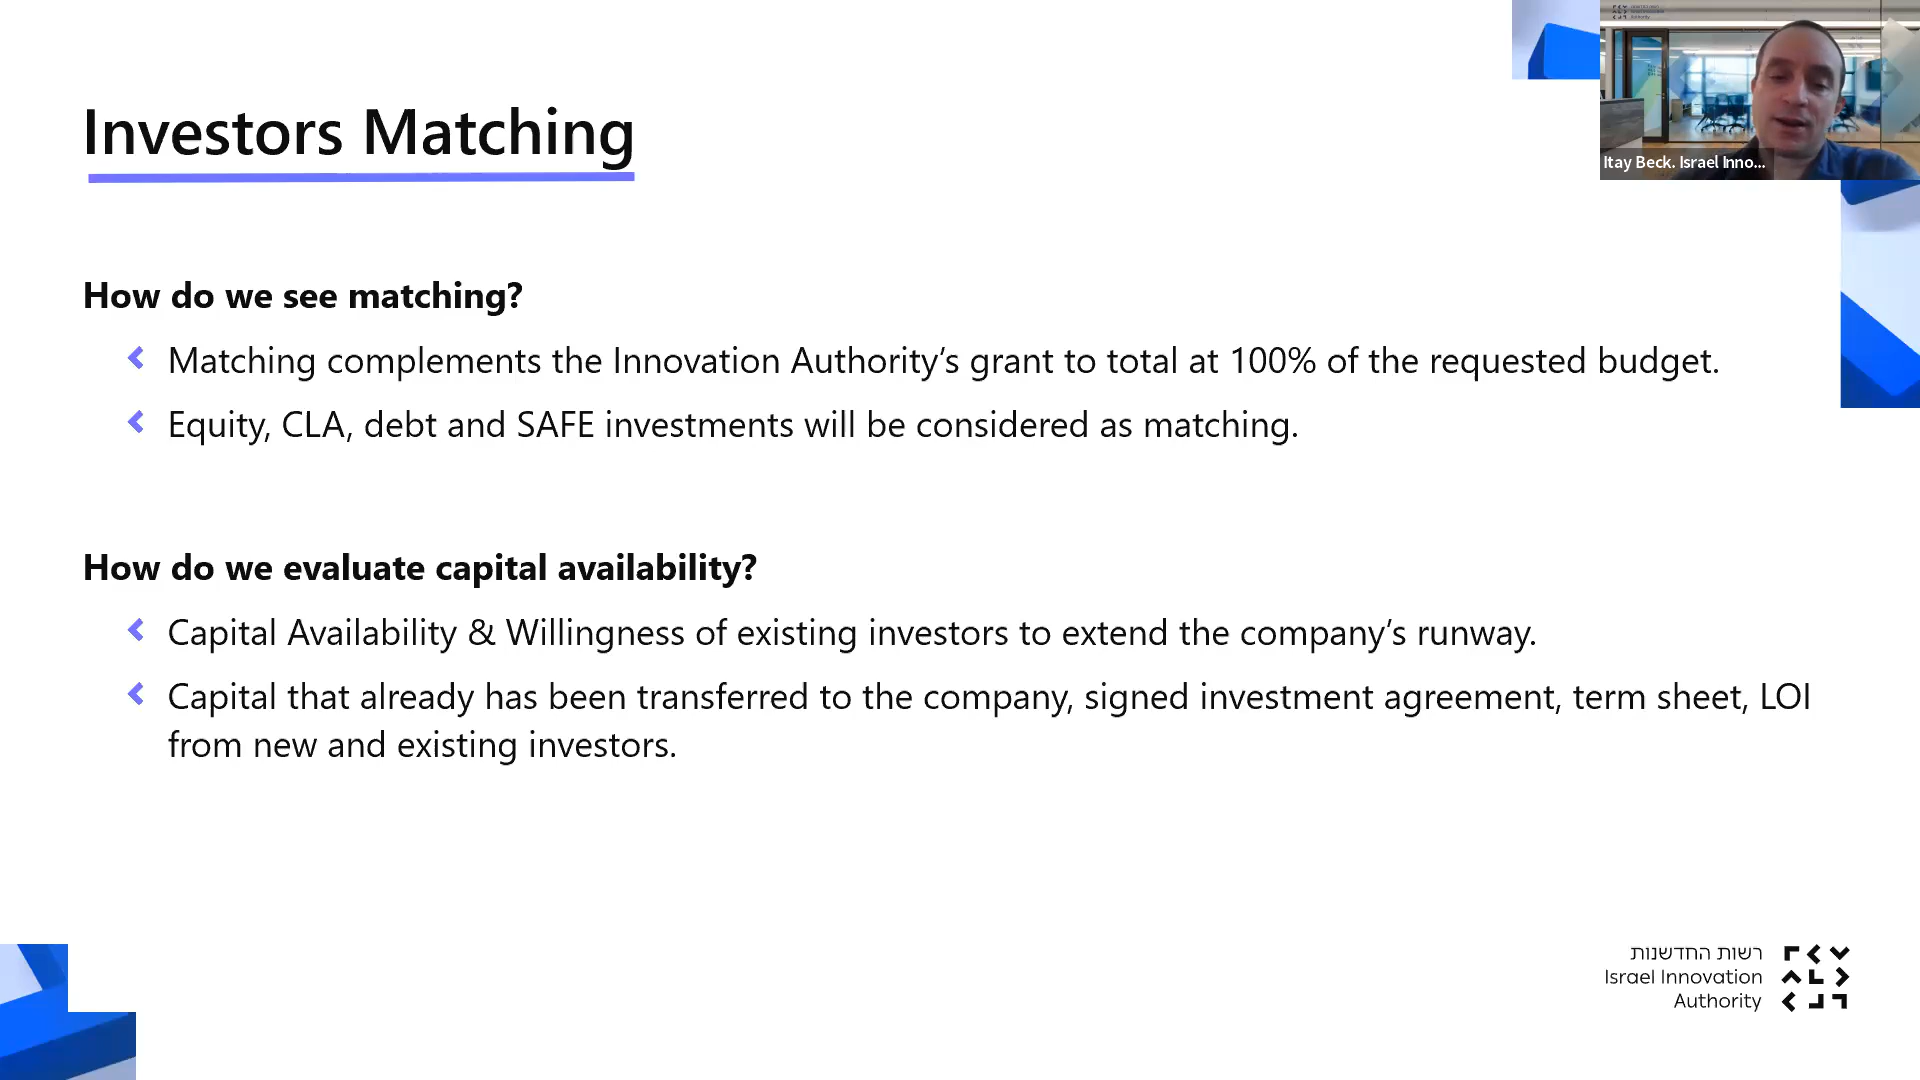 Investors Matching
Itay Beck. Israel Inno...
How do we see matching?
Matching complements the Innovation Authority’s grant to total at 100% of the requested budget.
Equity, CLA, debt and SAFE investments will be considered as matching.
How do we evaluate capital availability?
Capital Availability & Willingness of existing investors to extend the company’s runway.
Capital that already has been transferred to the company, signed investment agreement, term sheet, LOI
from new and existing investors.
רשות החדשנות
Israel Innovation
Authority